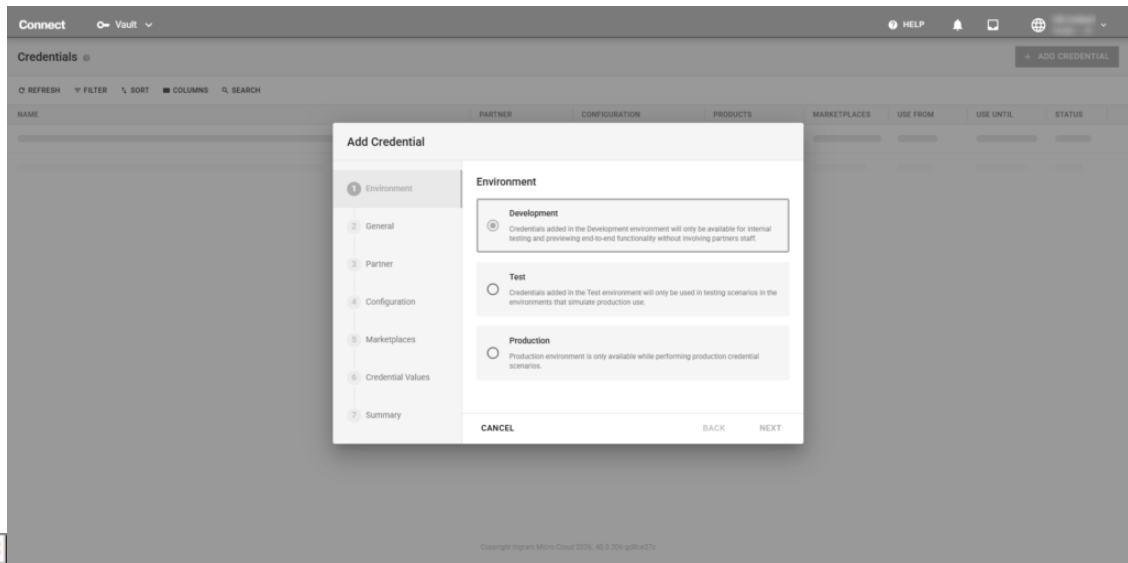 Connect Vault HELP
Credentials + ADD CREDENTIAL
REFRESH FILTER SORT COLUMNS SEARCH
NAME PARTNER CONFIGURATION PRODUCTS MARKETPLACES USE FROM USE UNTIL STATUS
Add Credential
1 Environment
2 General
3 Partner
4 Configuration
5 Marketplaces
6 Credential Values
7 Summary
Environment
Development
Credentials added in the Development environment will only be available for internal
testing and previewing end-to-end functionality without involving partners staff.
Test
Credentials added in the Test environment will only be used in testing scenarios in the
environments that simulate production use.
Production
Production environment is only available while performing production credential
scenarios.
CANCEL BACK NEXT
Copyright Ingram Micro Cloud 2026,